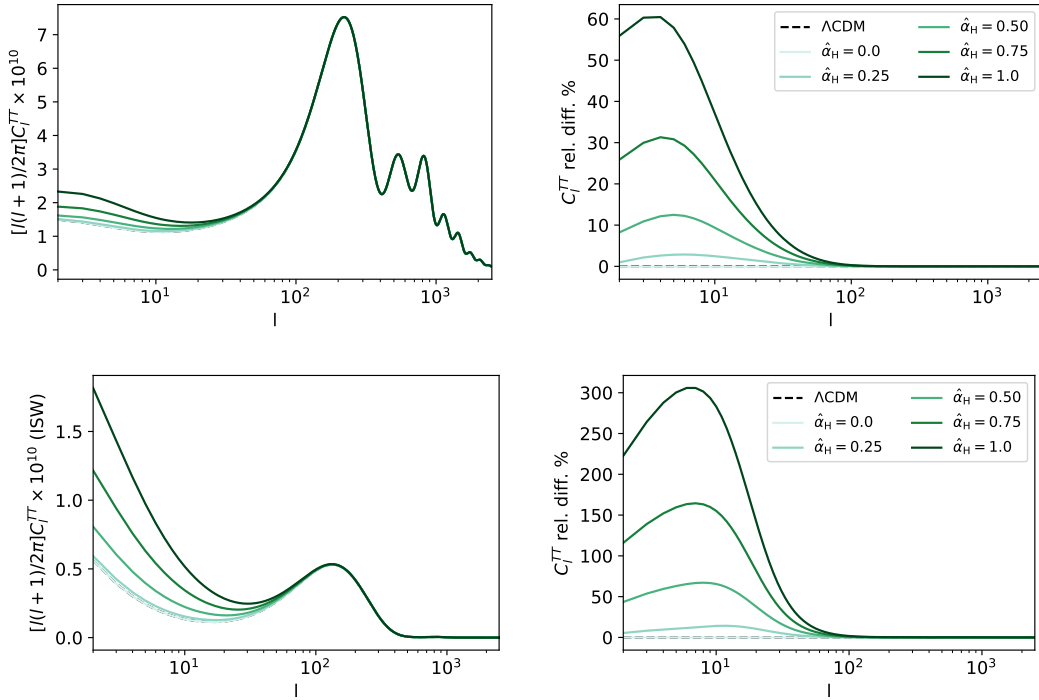 [l(l + 1)/2π]C_l^{TT} × 10^{10}
7
6
5
4
3
2
1
0
10^1 10^2 10^3
l
C_l^{TT} rel. diff. %
60
50
40
30
20
10
0
10^1 10^2 10^3
l
ΛCDM
α̂_H = 0.0
α̂_H = 0.25
α̂_H = 0.50
α̂_H = 0.75
α̂_H = 1.0
[l(l + 1)/2π]C_l^{TT} × 10^{10} (ISW)
1.5
1.0
0.5
0.0
10^1 10^2 10^3
l
C_l^{TT} rel. diff. %
300
250
200
150
100
50
0
10^1 10^2 10^3
l
ΛCDM
α̂_H = 0.0
α̂_H = 0.25
α̂_H = 0.50
α̂_H = 0.75
α̂_H = 1.0